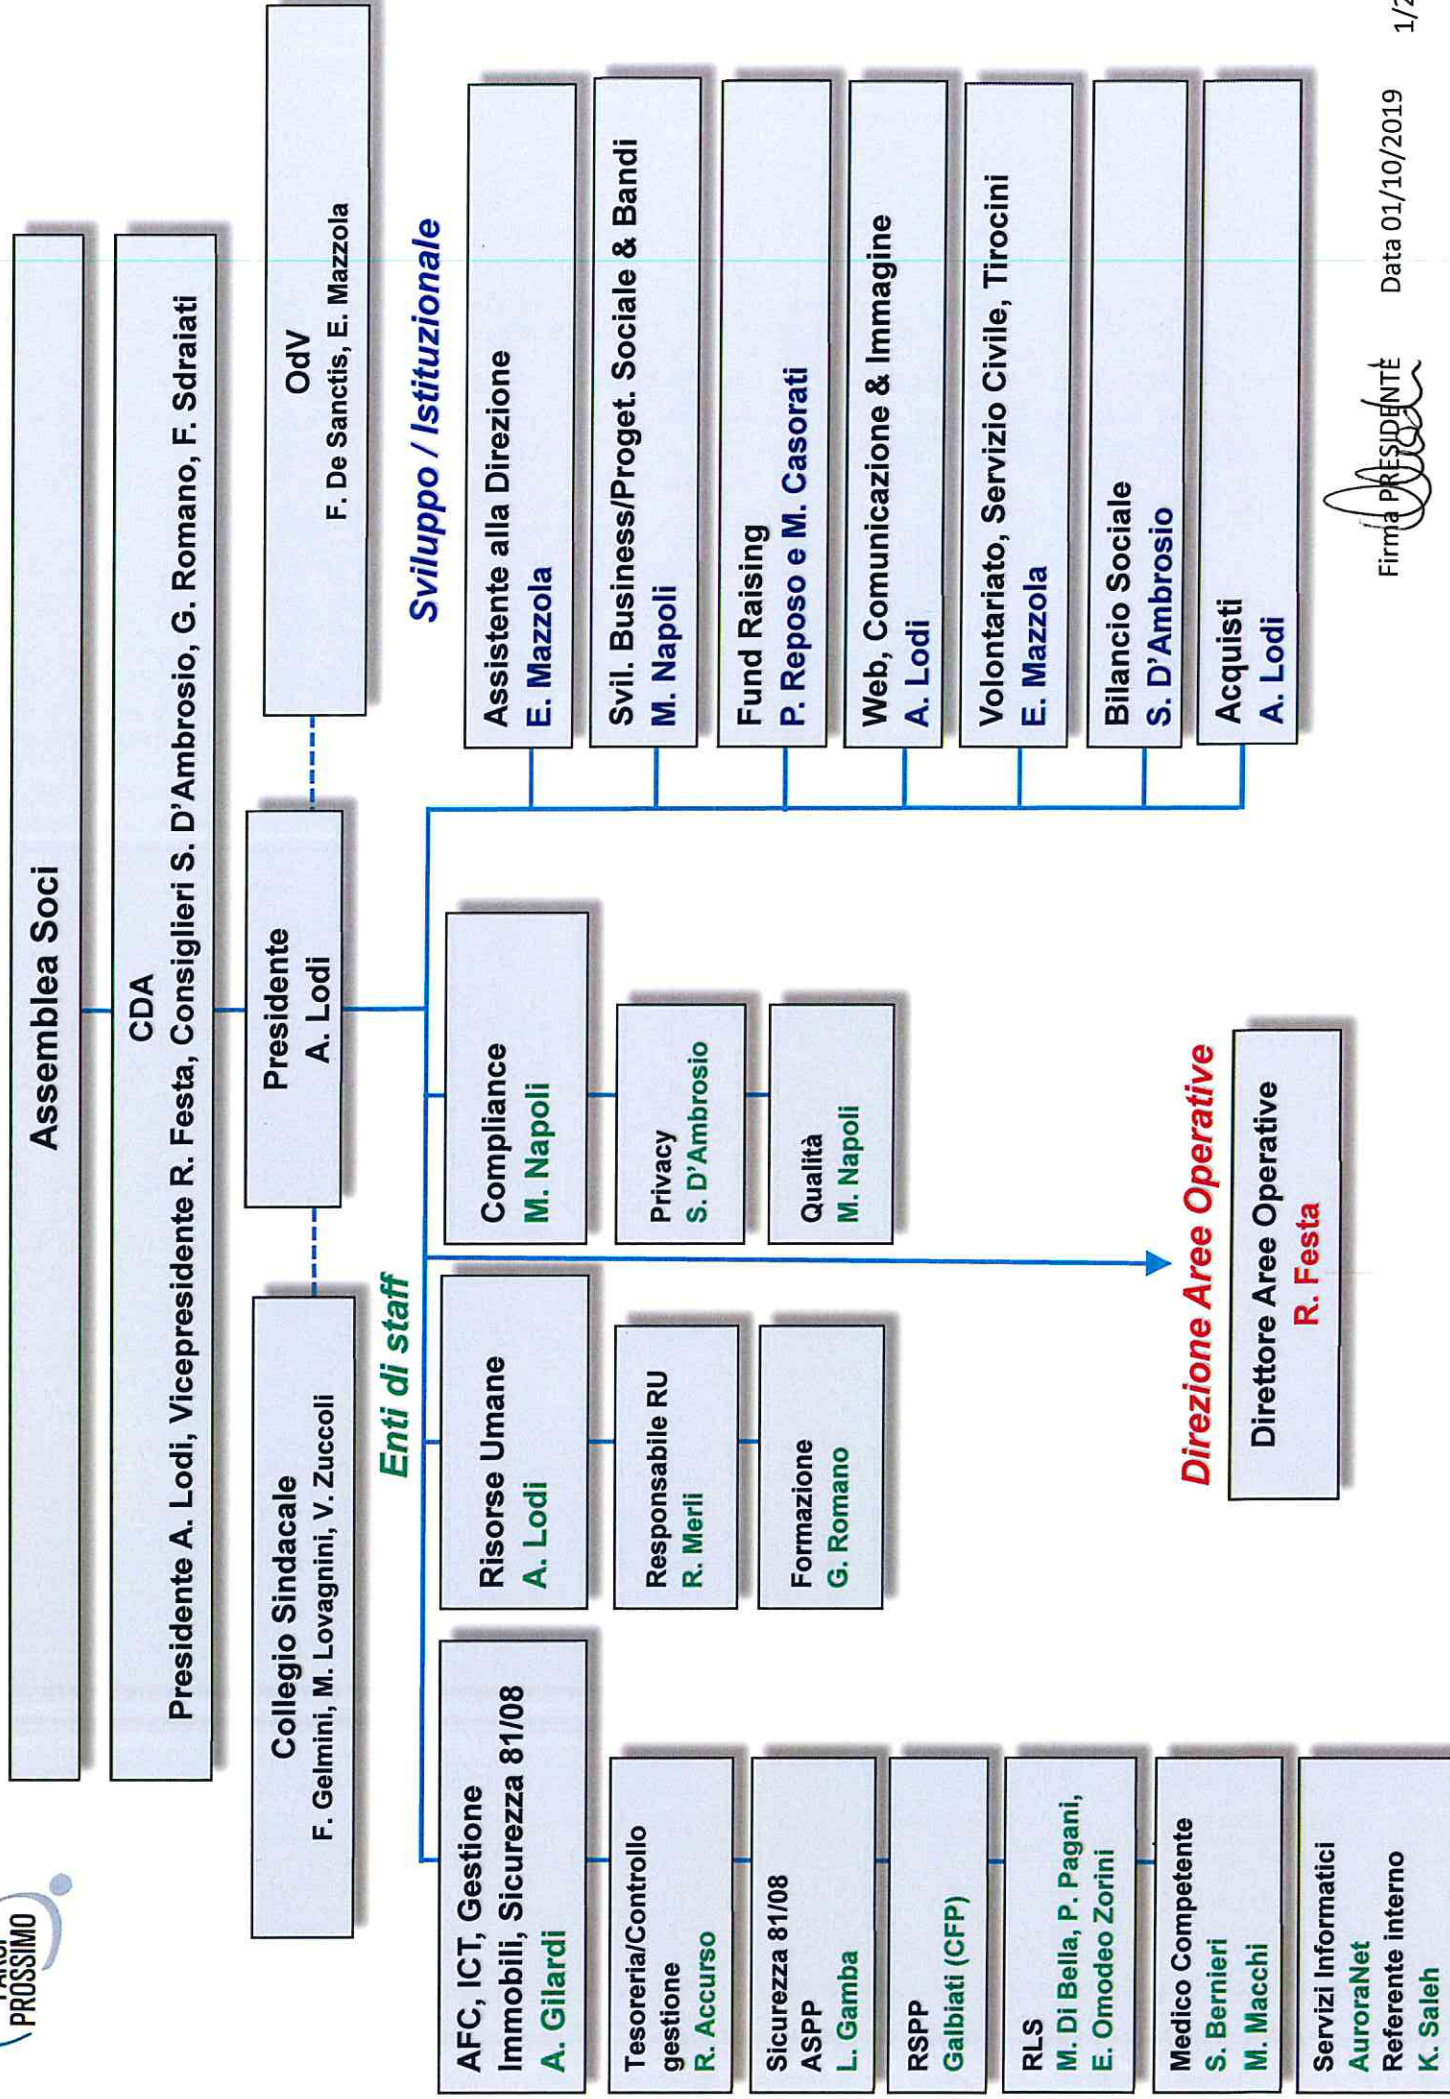 PROSSIMO
Assemblea Soci
CDA
Presidente A. Lodi, Vicepresidente R. Festa, Consiglieri S. D'Ambrosio, G. Romano, F. Sdraiati
Collegio Sindacale
F. Gelmini, M. Lovagnini, V. Zuccoli
Presidente
A. Lodi
OdV
F. De Sanctis, E. Mazzola
Enti di staff
AFC, ICT, Gestione
Immobili, Sicurezza 81/08
A. Gilardi
Tesoreria/Controllo
gestione
R. Accurso
Sicurezza 81/08
ASPP
L. Gamba
RSPP
Galbiati (CFP)
RLS
M. Di Bella, P. Pagani,
E. Omodeo Zorini
Medico Competente
S. Bernieri
M. Macchi
Servizi Informatici
AuroraNet
Referente interno
K. Saleh
Risorse Umane
A. Lodi
Responsabile RU
R. Merli
Formazione
G. Romano
Compliance
M. Napoli
Privacy
S. D'Ambrosio
Qualità
M. Napoli
Sviluppo / Istituzionale
Assistente alla Direzione
E. Mazzola
Svil. Business/Proget. Sociale & Bandi
M. Napoli
Fund Raising
P. Reposo e M. Casorati
Web, Comunicazione & Immagine
A. Lodi
Volontariato, Servizio Civile, Tirocini
E. Mazzola
Bilancio Sociale
S. D'Ambrosio
Acquisti
A. Lodi
Direzione Aree Operative
Direttore Aree Operative
R. Festa
Firmia PRESIDENTE Data 01/10/2019 1/2